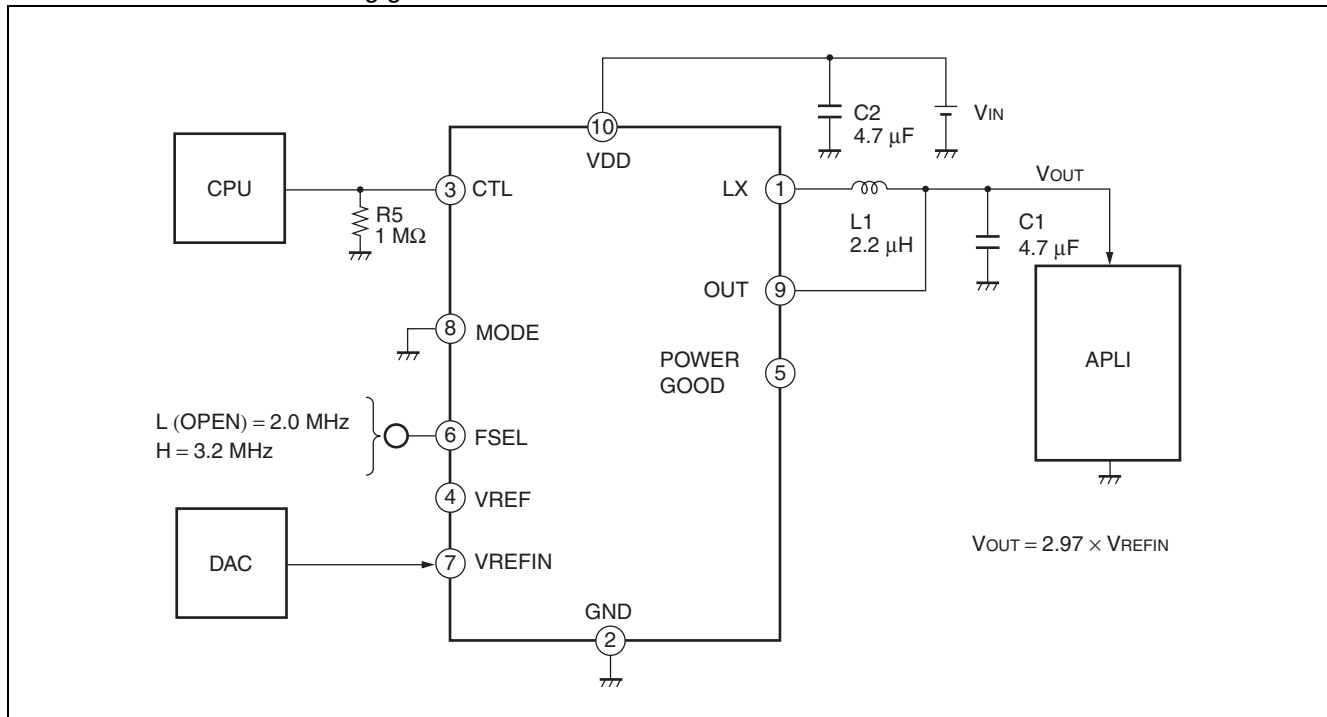 10
VDD
C2
4.7 μF
VIN
CPU
3 CTL
R5
1 MΩ
LX 1
L1
2.2 μH
VOUT
C1
4.7 μF
OUT 9
8 MODE
POWER
GOOD
5
APLI
L (OPEN) = 2.0 MHz
H = 3.2 MHz
6 FSEL
4 VREF
DAC
7 VREFIN
VOUT = 2.97 × VREFIN
GND
2